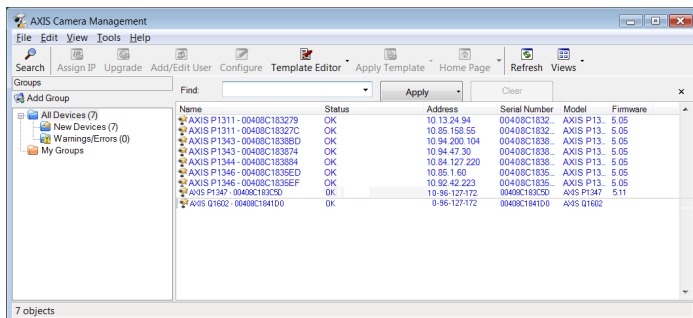 AXIS Camera Management
File Edit View Tools Help
Search Assign IP Upgrade Add/Edit User Configure Template Editor Apply Template Home Page Refresh Views
Groups
Add Group
All Devices (7)
New Devices (7)
Warnings/Errors (0)
My Groups
Find: Apply Clear x
Name Status Address Serial Number Model Firmware
AXIS P1311 - 00408C183279 OK 10.13.24.94 00408C1832... AXIS P13... 5.05
AXIS P1311 - 00408C18327C OK 10.85.158.55 00408C1832... AXIS P13... 5.05
AXIS P1343 - 00408C1838BD OK 10.94.200.104 00408C1838... AXIS P13... 5.05
AXIS P1343 - 00408C183874 OK 10.94.47.30 00408C1838... AXIS P13... 5.05
AXIS P1344 - 00408C183884 OK 10.84.127.220 00408C1838... AXIS P13... 5.05
AXIS P1346 - 00408C1835ED OK 10.85.1.60 00408C1835... AXIS P13... 5.05
AXIS P1346 - 00408C1835EF OK 10.92.42.223 00408C1835... AXIS P13... 5.05
AXIS P1347 - 00408C183C5D OK 10-96-127-172. 00408C183C5D AXIS P1347 5.11
AXIS Q1602 - 00408C1841D0 OK 0-96-127-172 00408C1841D0 AXIS Q1602
7 objects